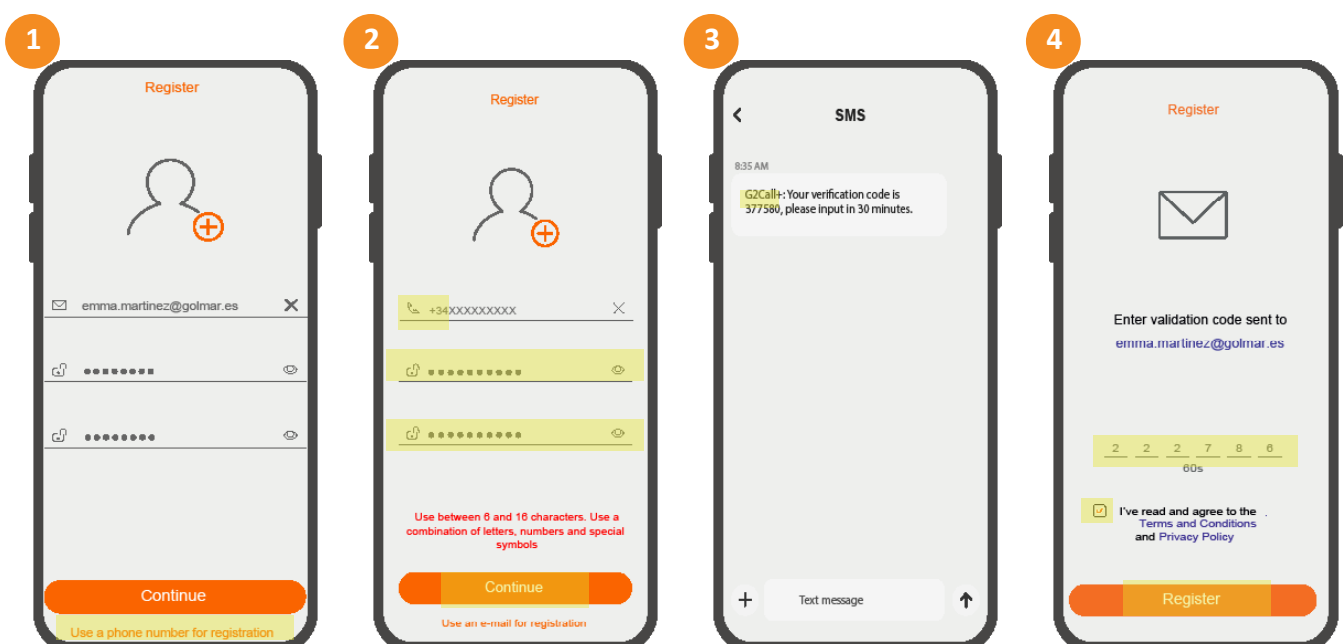 1
Register
emma.martinez@golmar.es
Continue
Use a phone number for registration
2
Register
+34XXXXXXXXX
Use between 6 and 16 characters. Use a
combination of letters, numbers and special
symbols
Continue
Use an e-mail for registration
3
SMS
8:35 AM
G2Call+: Your verification code is
377580, please input in 30 minutes.
Text message
4
Register
Enter validation code sent to
emma.martinez@golmar.es
2 2 2 7 8 6
60s
I've read and agree to the .
Terms and Conditions
and Privacy Policy
Register